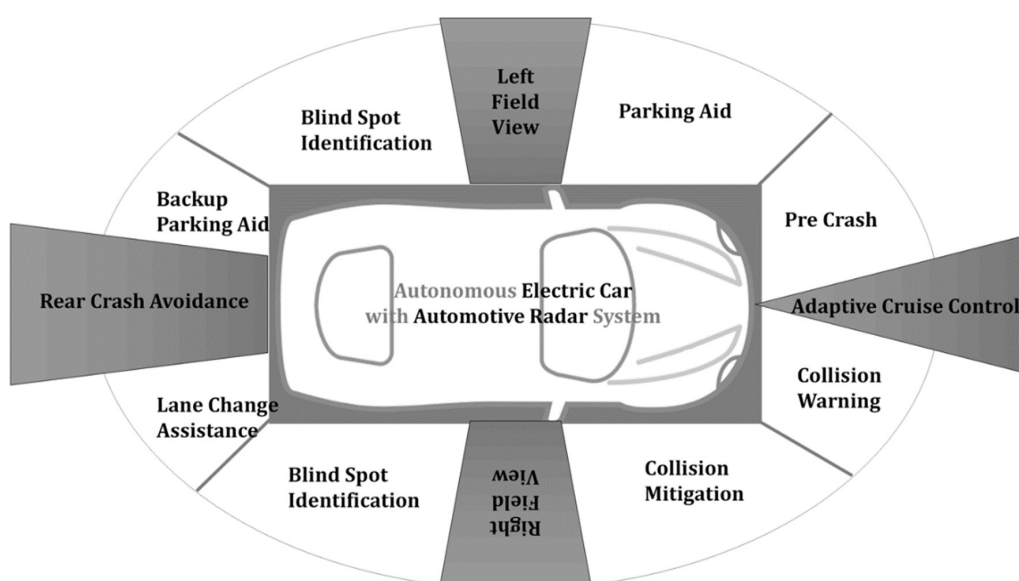 Left
Field
View
Blind Spot
Identification
Parking Aid
Backup
Parking Aid
Pre Crash
Rear Crash Avoidance
Autonomous Electric Car
with Automotive Radar System
Adaptive Cruise Control
Lane Change
Assistance
Collision
Warning
Blind Spot
Identification
Right
Field
View
Collision
Mitigation